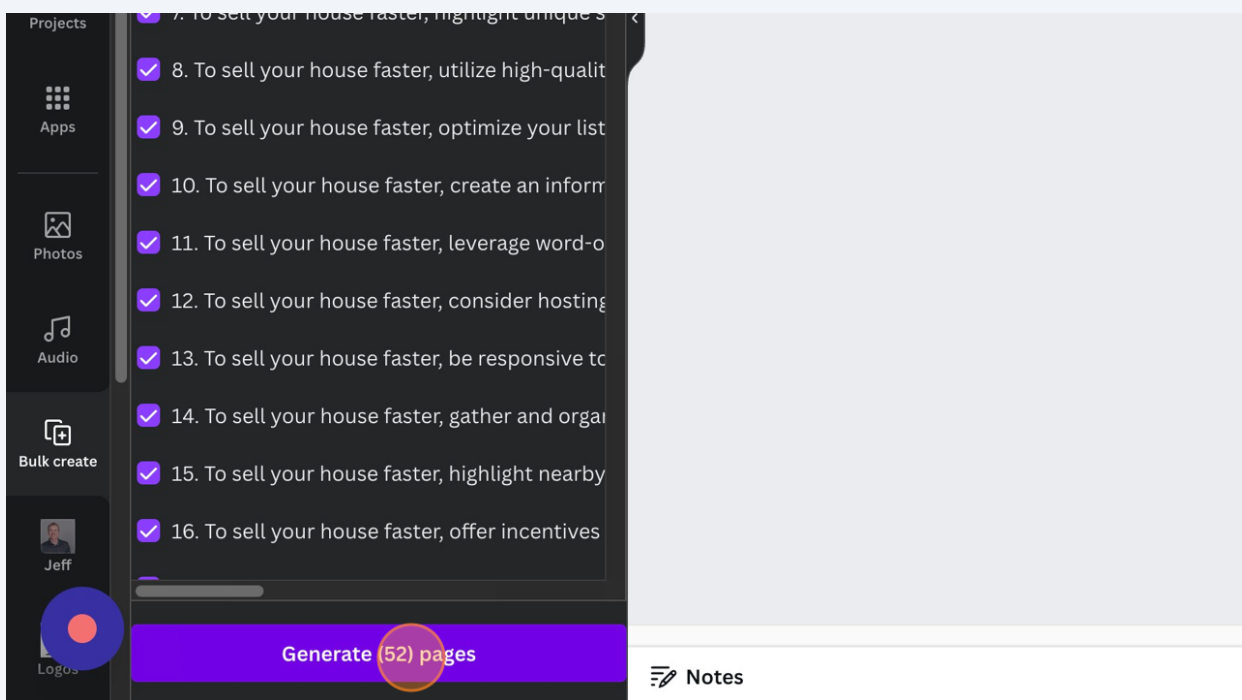 Projects
Apps
Photos
Audio
Bulk create
Jeff
Logos
7. To sell your house faster, highlight unique s
8. To sell your house faster, utilize high-qualit
9. To sell your house faster, optimize your list
10. To sell your house faster, create an inform
11. To sell your house faster, leverage word-o
12. To sell your house faster, consider hosting
13. To sell your house faster, be responsive to
14. To sell your house faster, gather and organ
15. To sell your house faster, highlight nearby
16. To sell your house faster, offer incentives
Generate (52) pages
Notes